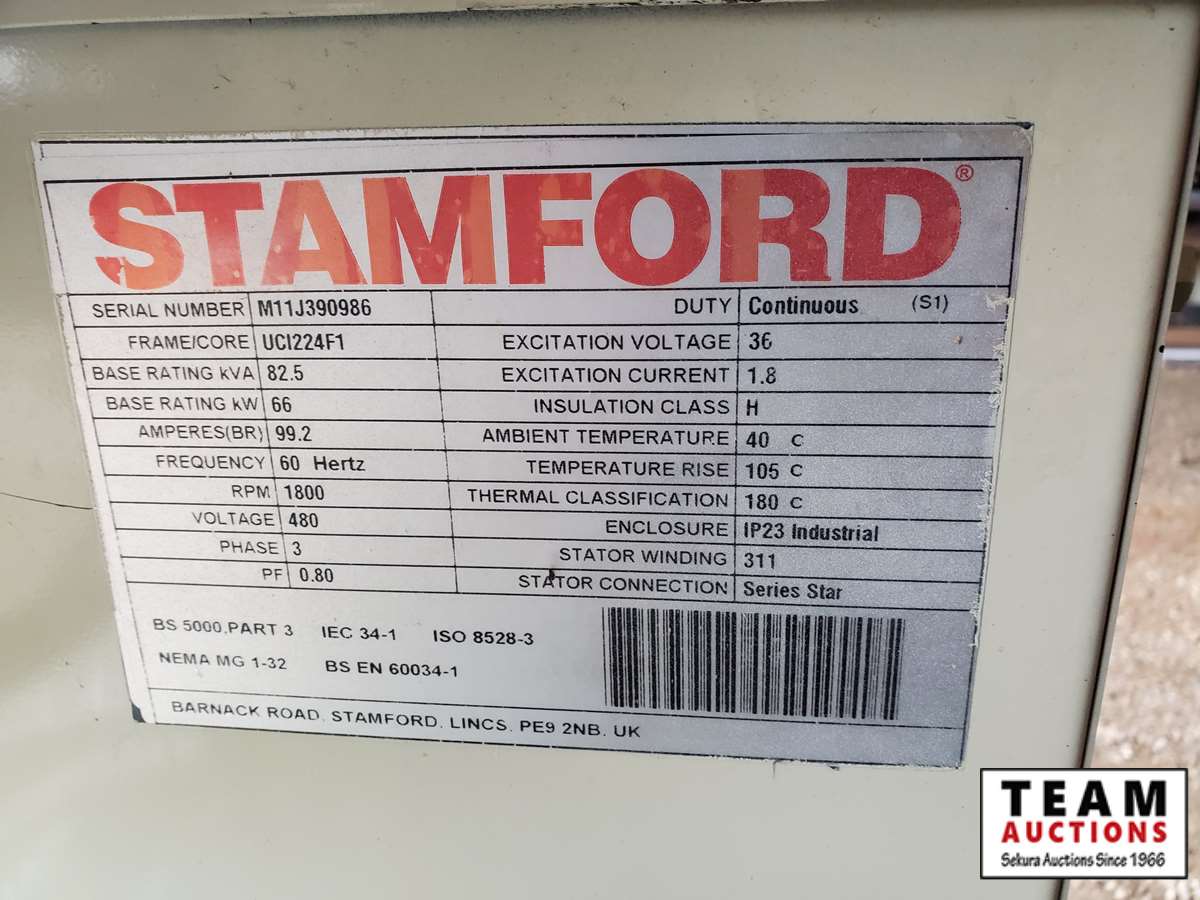 STAMFORD®
SERIAL NUMBER M11J390986 DUTY Continuous (S1)
FRAME/CORE UCI224F1 EXCITATION VOLTAGE 36
BASE RATING kVA 82.5 EXCITATION CURRENT 1.8
BASE RATING kW 66 INSULATION CLASS H
AMPERES(BR) 99.2 AMBIENT TEMPERATURE 40 C
FREQUENCY 60 Hertz TEMPERATURE RISE 105 C
RPM 1800 THERMAL CLASSIFICATION 180 C
VOLTAGE 480 ENCLOSURE IP23 Industrial
PHASE 3 STATOR WINDING 311
PF 0.80 STATOR CONNECTION Series Star
BS 5000,PART 3 IEC 34-1 ISO 8528-3
NEMA MG 1-32 BS EN 60034-1
BARNACK ROAD, STAMFORD, LINCS. PE9 2NB, UK
TEAM
AUCTIONS
Sekura Auctions Since 1966